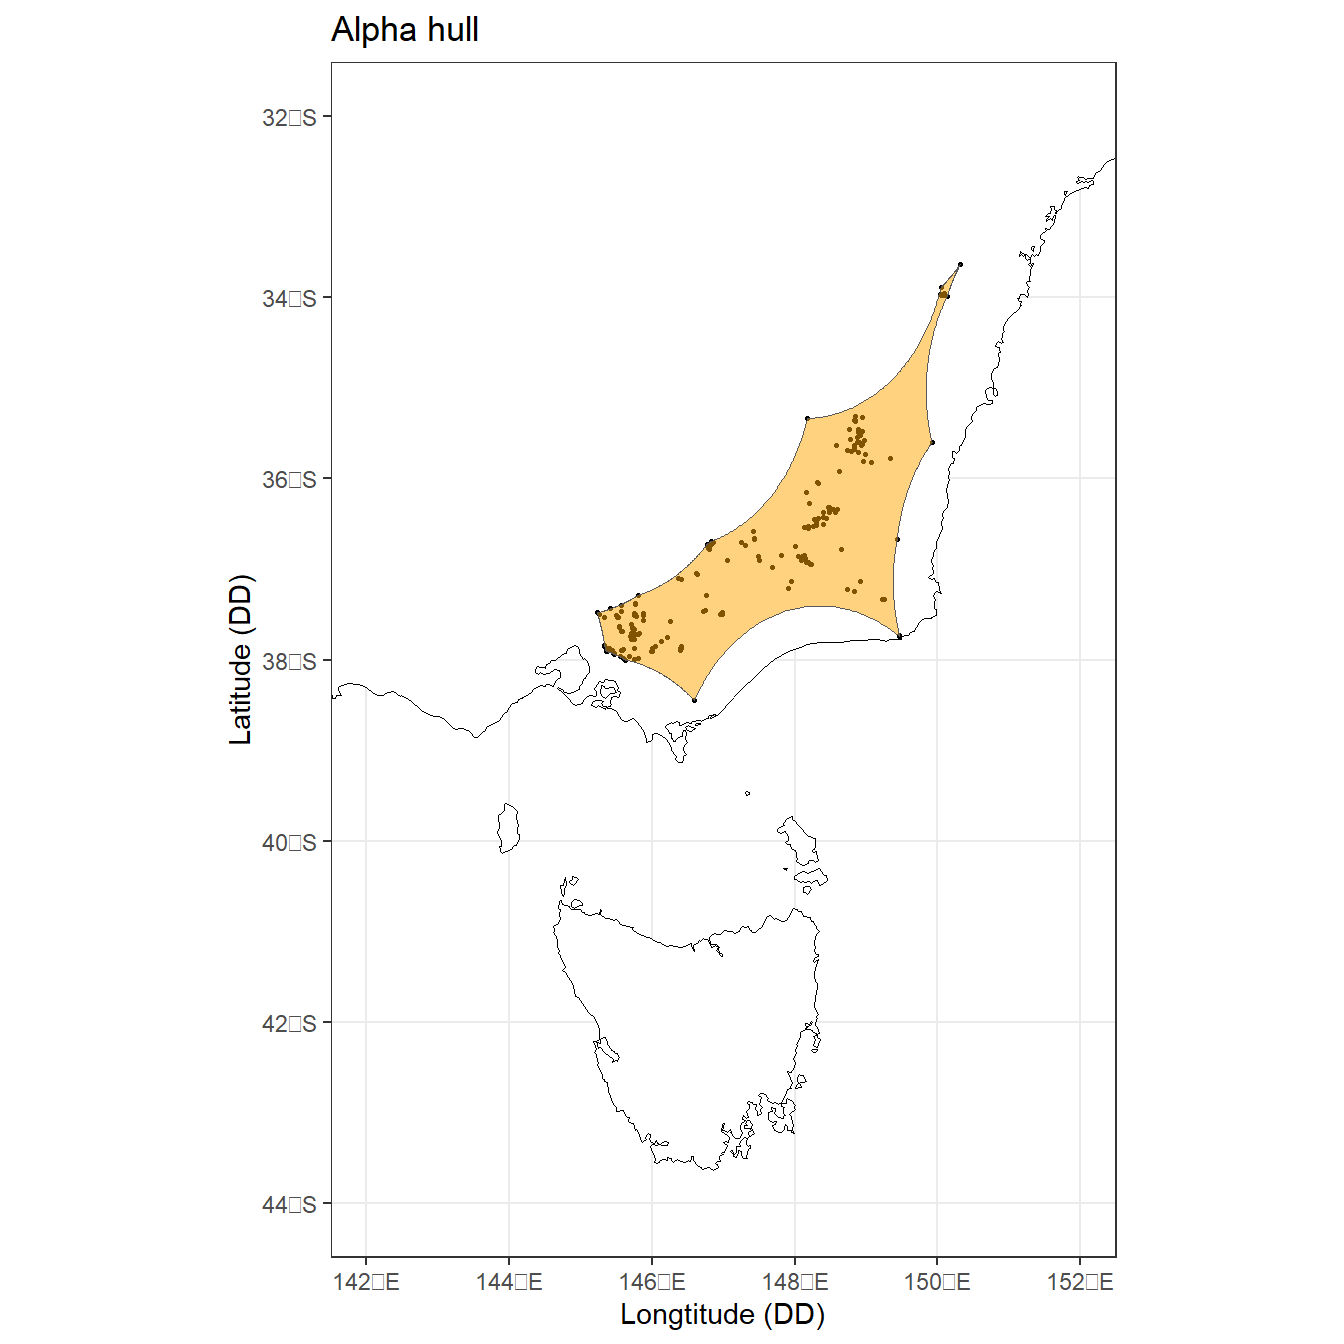 Alpha hull
32□S
34□S
36□S
38□S
40□S
42□S
44□S
Latitude (DD)
142□E 144□E 146□E 148□E 150□E 152□E
Longtitude (DD)